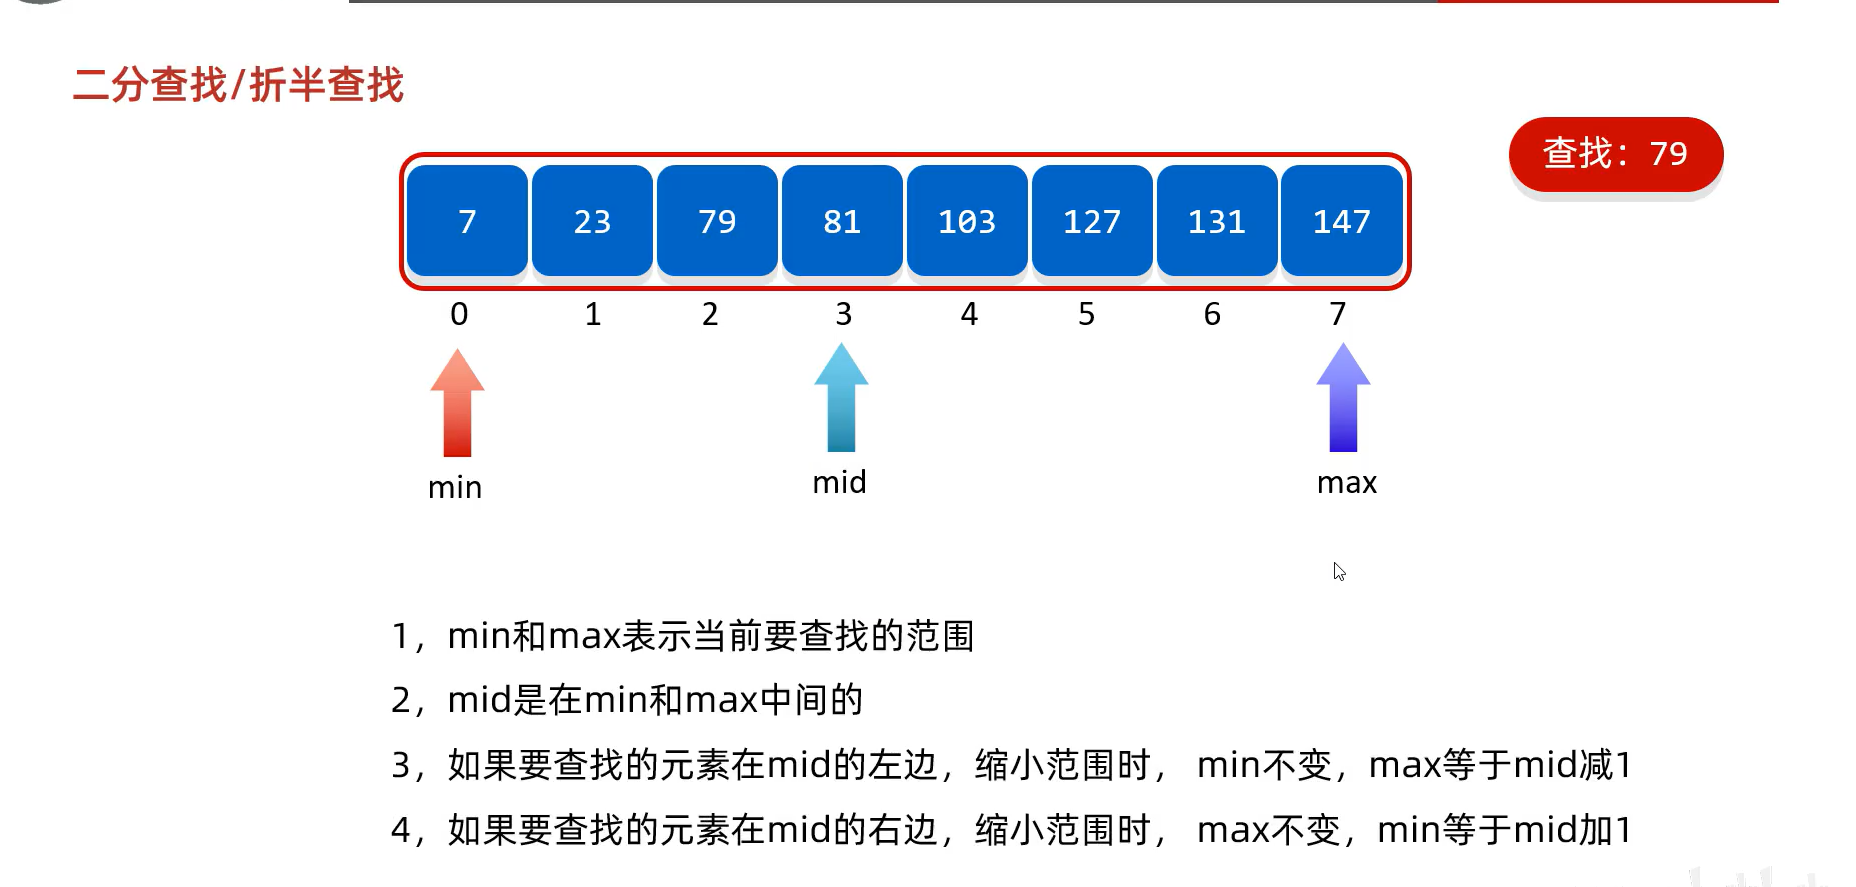 二分查找/折半查找
查找：79
7 23 79 81 103 127 131 147
0 1 2 3 4 5 6 7
min mid max
1，min和max表示当前要查找的范围
2，mid是在min和max中间的
3，如果要查找的元素在mid的左边，缩小范围时， min不变，max等于mid减1
4，如果要查找的元素在mid的右边，缩小范围时， max不变，min等于mid加1